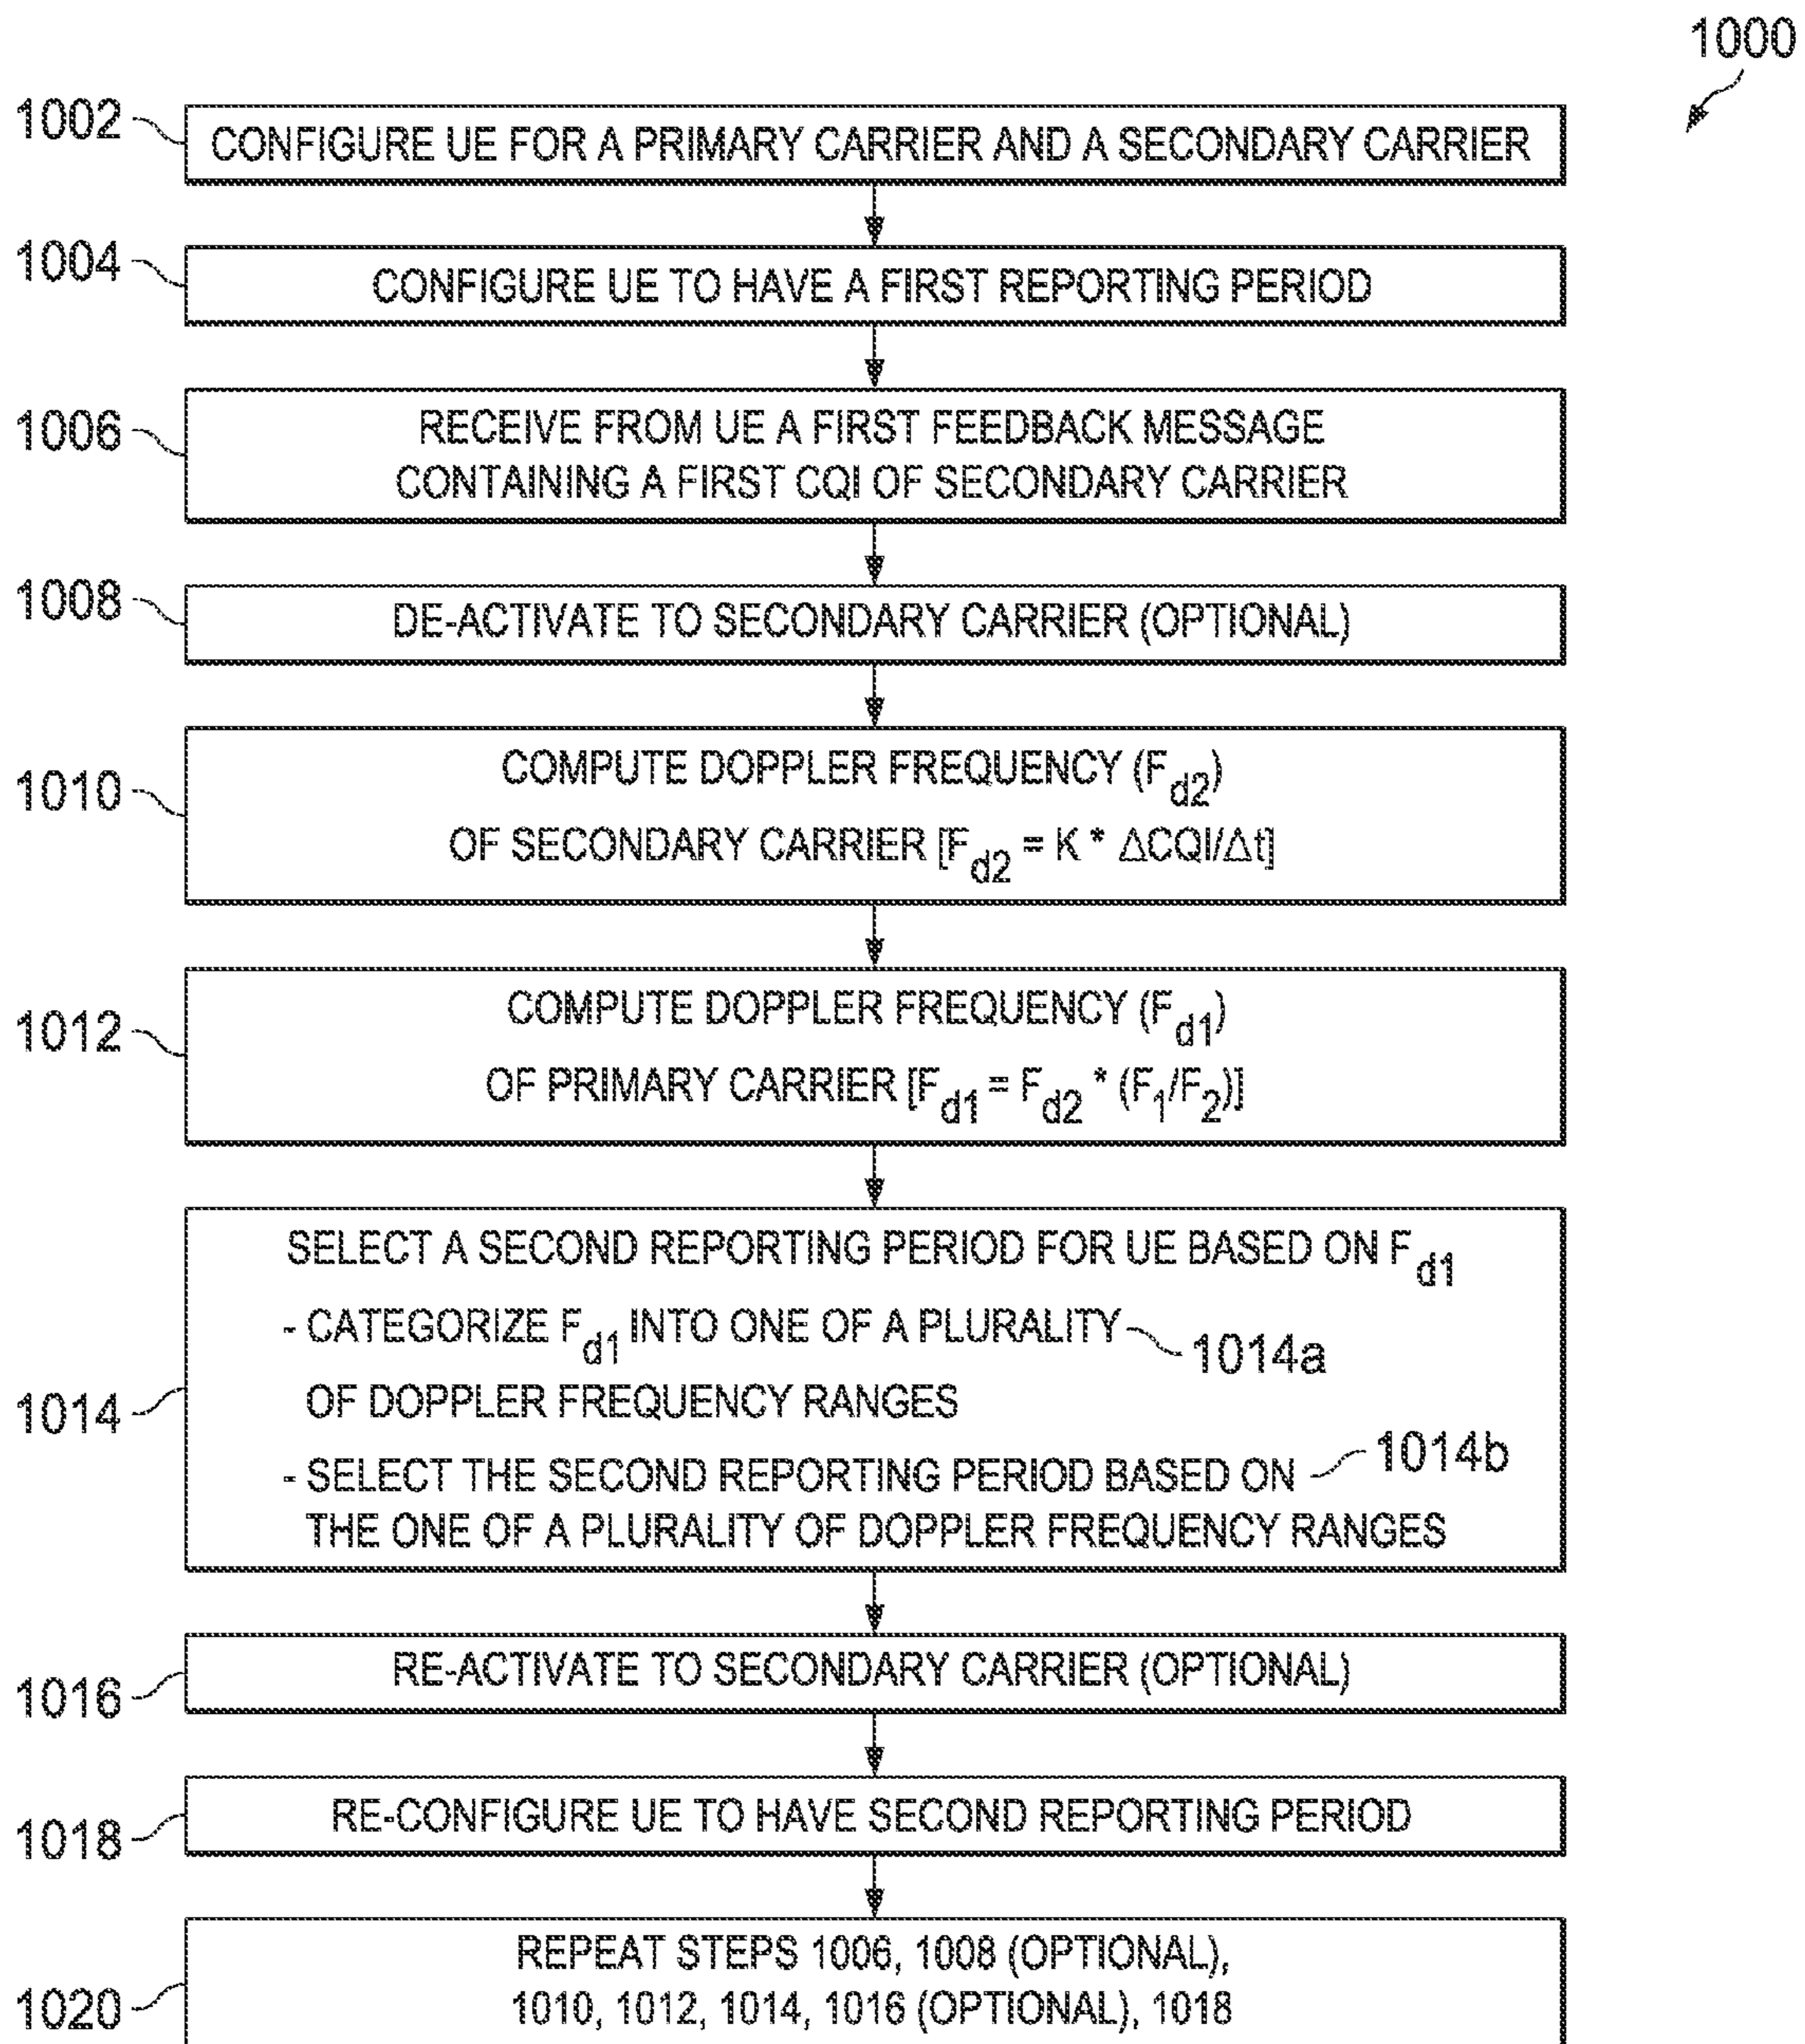 1000
1002
CONFIGURE UE FOR A PRIMARY CARRIER AND A SECONDARY CARRIER
1004
CONFIGURE UE TO HAVE A FIRST REPORTING PERIOD
1006
RECEIVE FROM UE A FIRST FEEDBACK MESSAGE
CONTAINING A FIRST CQI OF SECONDARY CARRIER
1008
DE-ACTIVATE TO SECONDARY CARRIER (OPTIONAL)
1010
COMPUTE DOPPLER FREQUENCY (Fd2)
OF SECONDARY CARRIER [Fd2 = K * ΔCQI/Δt]
1012
COMPUTE DOPPLER FREQUENCY (Fd1)
OF PRIMARY CARRIER [Fd1 = Fd2 * (F1/F2)]
1014
SELECT A SECOND REPORTING PERIOD FOR UE BASED ON Fd1
- CATEGORIZE Fd1 INTO ONE OF A PLURALITY 1014a
OF DOPPLER FREQUENCY RANGES
- SELECT THE SECOND REPORTING PERIOD BASED ON 1014b
THE ONE OF A PLURALITY OF DOPPLER FREQUENCY RANGES
1016
RE-ACTIVATE TO SECONDARY CARRIER (OPTIONAL)
1018
RE-CONFIGURE UE TO HAVE SECOND REPORTING PERIOD
1020
REPEAT STEPS 1006, 1008 (OPTIONAL),
1010, 1012, 1014, 1016 (OPTIONAL), 1018